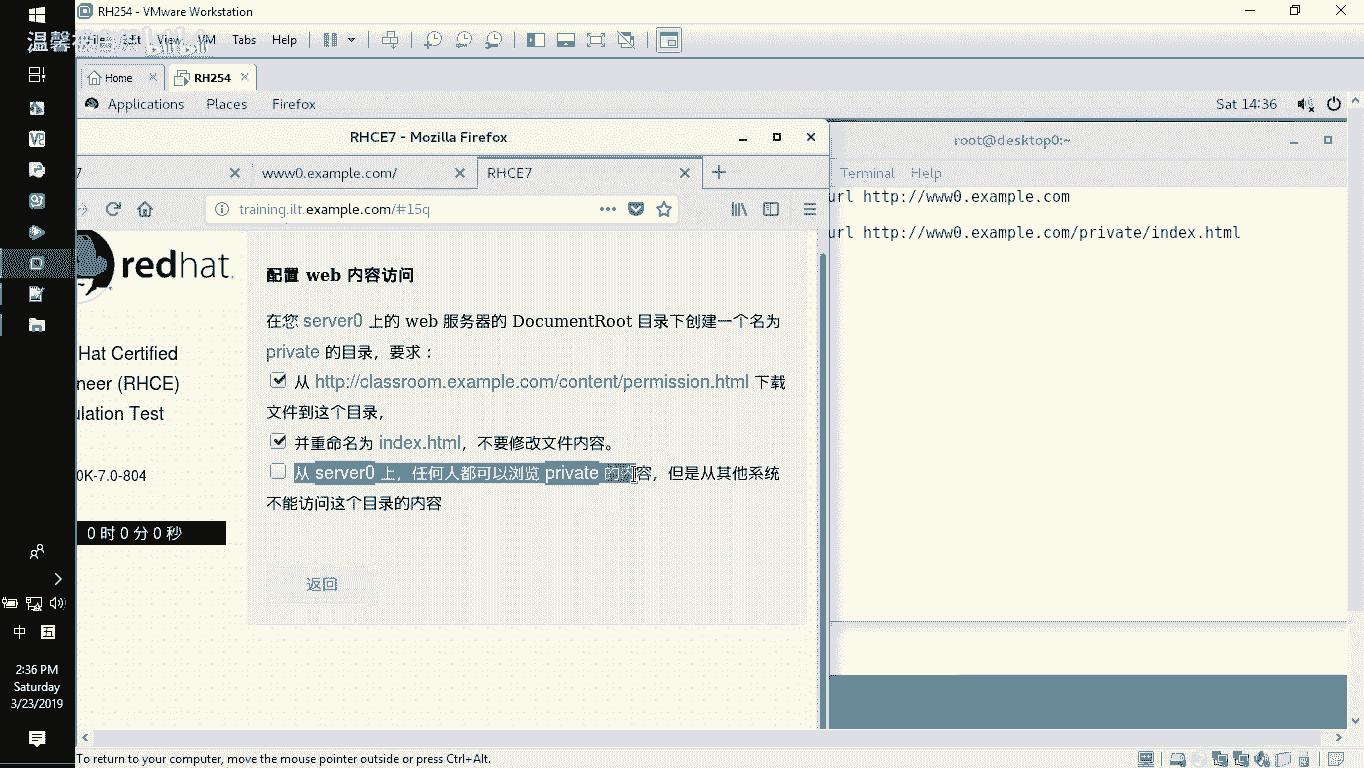 RH254 - VMware Workstation
温馨
File Edit View VM Tabs Help
bilibili
Home
RH254
Applications Places Firefox
Sat 14:36
RHCE7 - Mozilla Firefox
7
www0.example.com/
RHCE7
training.ilt.example.com/#15q
redhat.
Hat Certified
neer (RHCE)
ulation Test
0K-7.0-804
0 时 0 分 0 秒
配置 web 内容访问
在您 server0 上的 web 服务器的 DocumentRoot 目录下创建一个名为
private 的目录，要求：
从 http://classroom.example.com/content/permission.html 下载
文件到这个目录，
并重命名为 index.html，不要修改文件内容。
从 server0 上，任何人都可以浏览 private 的内容，但是从其他系统
不能访问这个目录的内容
返回
root@desktop0:~
Terminal Help
url http://www0.example.com
url http://www0.example.com/private/index.html
中 五
2:36 PM
Saturday
3/23/2019
To return to your computer, move the mouse pointer outside or press Ctrl+Alt.